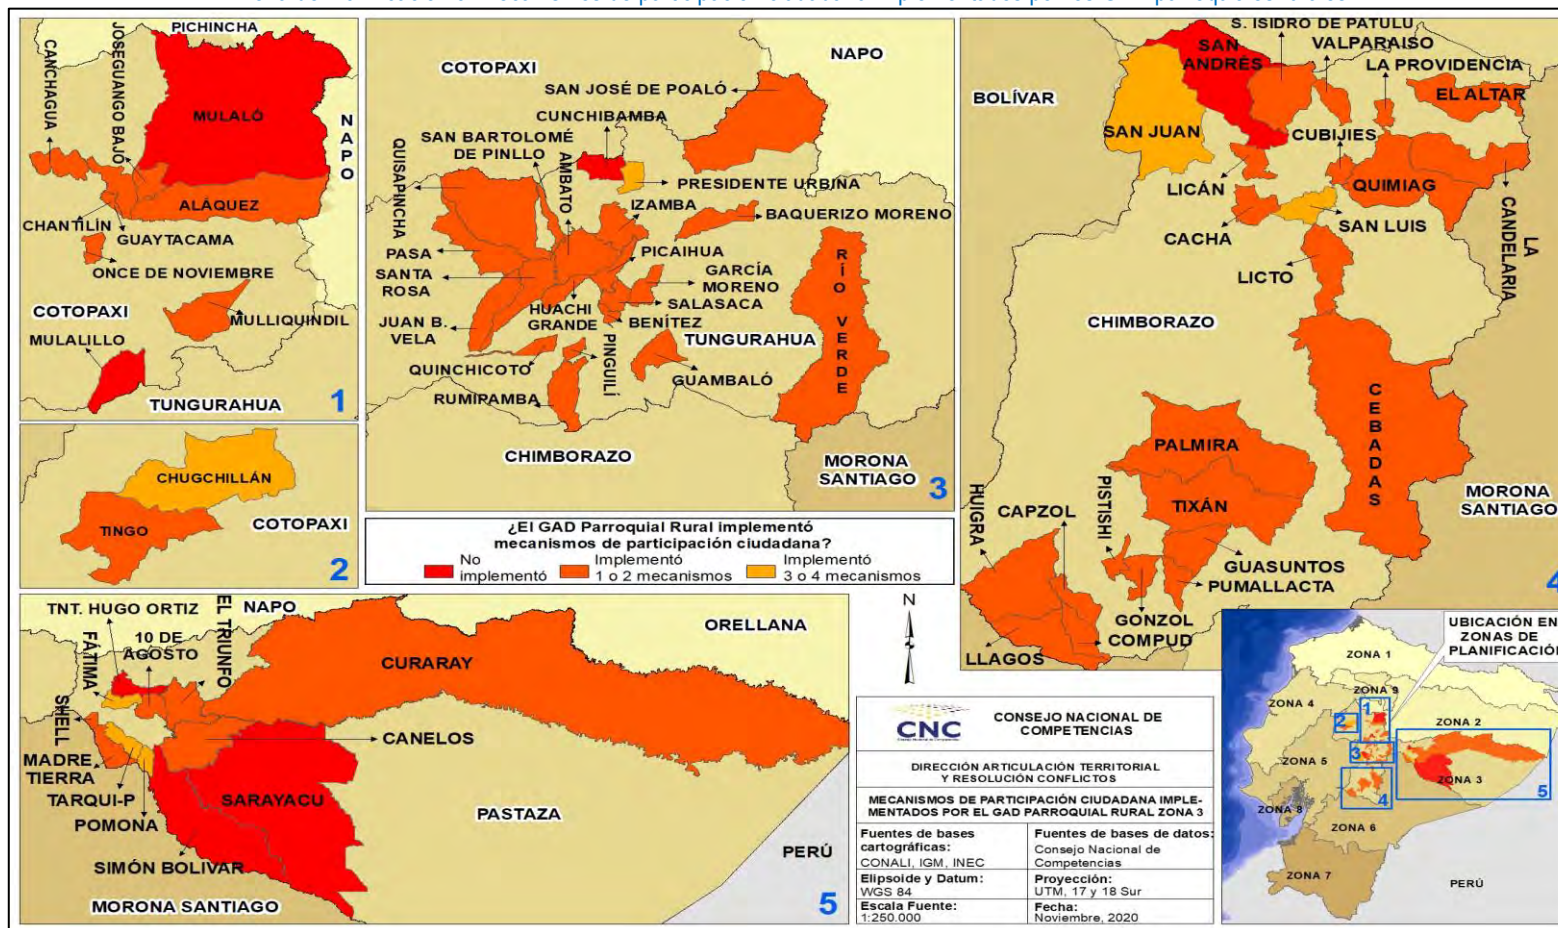 PICHINCHA
CANCHAGUA
JOSEGUANGO BAJO
MULALÓ
NAPO
ALÁQUEZ
CHANTILÍN
GUAYTACAMA
ONCE DE NOVIEMBRE
COTOPAXI
MULLIQUINDIL
MULALILLO
TUNGURAHUA
1
CHUGCHILLÁN
TINGO
COTOPAXI
2
COTOPAXI
NAPO
SAN JOSÉ DE POALÓ
CUNCHIBAMBA
SAN BARTOLOMÉ
DE PINLLO
QUISAPINCHA
AMBATO
PRESIDENTE URBINA
IZAMBA
BAQUERIZO MORENO
PASA
PICAIHUA
SANTA
ROSA
GARCÍA
MORENO
SALASACA
HUACHI
GRANDE
BENÍTEZ
JUAN B.
VELA
PINGUILÍ
TUNGURAHUA
RÍO VERDE
QUINCHICOTO
GUAMBALÓ
RUMIPAMBA
CHIMBORAZO
MORONA
SANTIAGO
3
¿El GAD Parroquial Rural implementó
mecanismos de participación ciudadana?
No
implementó
Implementó
1 o 2 mecanismos
Implementó
3 o 4 mecanismos
S. ISIDRO DE PATULU
SAN
ANDRÉS
VALPARAISO
LA PROVIDENCIA
BOLÍVAR
EL ALTAR
SAN JUAN
CUBIJIES
LICÁN
QUIMIAG
CACHA
SAN LUIS
LA
CANDELARIA
LICTO
CHIMBORAZO
CEBADAS
PALMIRA
MORONA
SANTIAGO
HUIGRA
CAPZOL
PISTISHI
TIXÁN
GUASUNTOS
PUMALLACTA
GONZOL
COMPUD
LLAGOS
4
TNT. HUGO ORTIZ
NAPO
EL TRIUNFO
10 DE
AGOSTO
FÁTIMA
ORELLANA
CURARAY
SHELL
CANELOS
MADRE
TIERRA
TARQUI-P
SARAYACU
POMONA
PASTAZA
SIMÓN BOLIVAR
PERÚ
MORONA SANTIAGO
5
N
CNC
CONSEJO NACIONAL DE
COMPETENCIAS
DIRECCIÓN ARTICULACIÓN TERRITORIAL
Y RESOLUCIÓN CONFLICTOS
MECANISMOS DE PARTICIPACIÓN CIUDADANA IMPLE-
MENTADOS POR EL GAD PARROQUIAL RURAL ZONA 3
Fuentes de bases
cartográficas:
CONALI, IGM, INEC
Fuentes de bases de datos:
Consejo Nacional de
Competencias
Elipsoide y Datum:
WGS 84
Proyección:
UTM, 17 y 18 Sur
Escala Fuente:
1:250.000
Fecha:
Noviembre, 2020
UBICACIÓN EN
ZONAS DE
PLANIFICACIÓN
ZONA 1
ZONA 9
ZONA 4
ZONA 2
1
2
3
4
5
ZONA 5
ZONA 3
ZONA 8
ZONA 6
ZONA 7
PERÚ